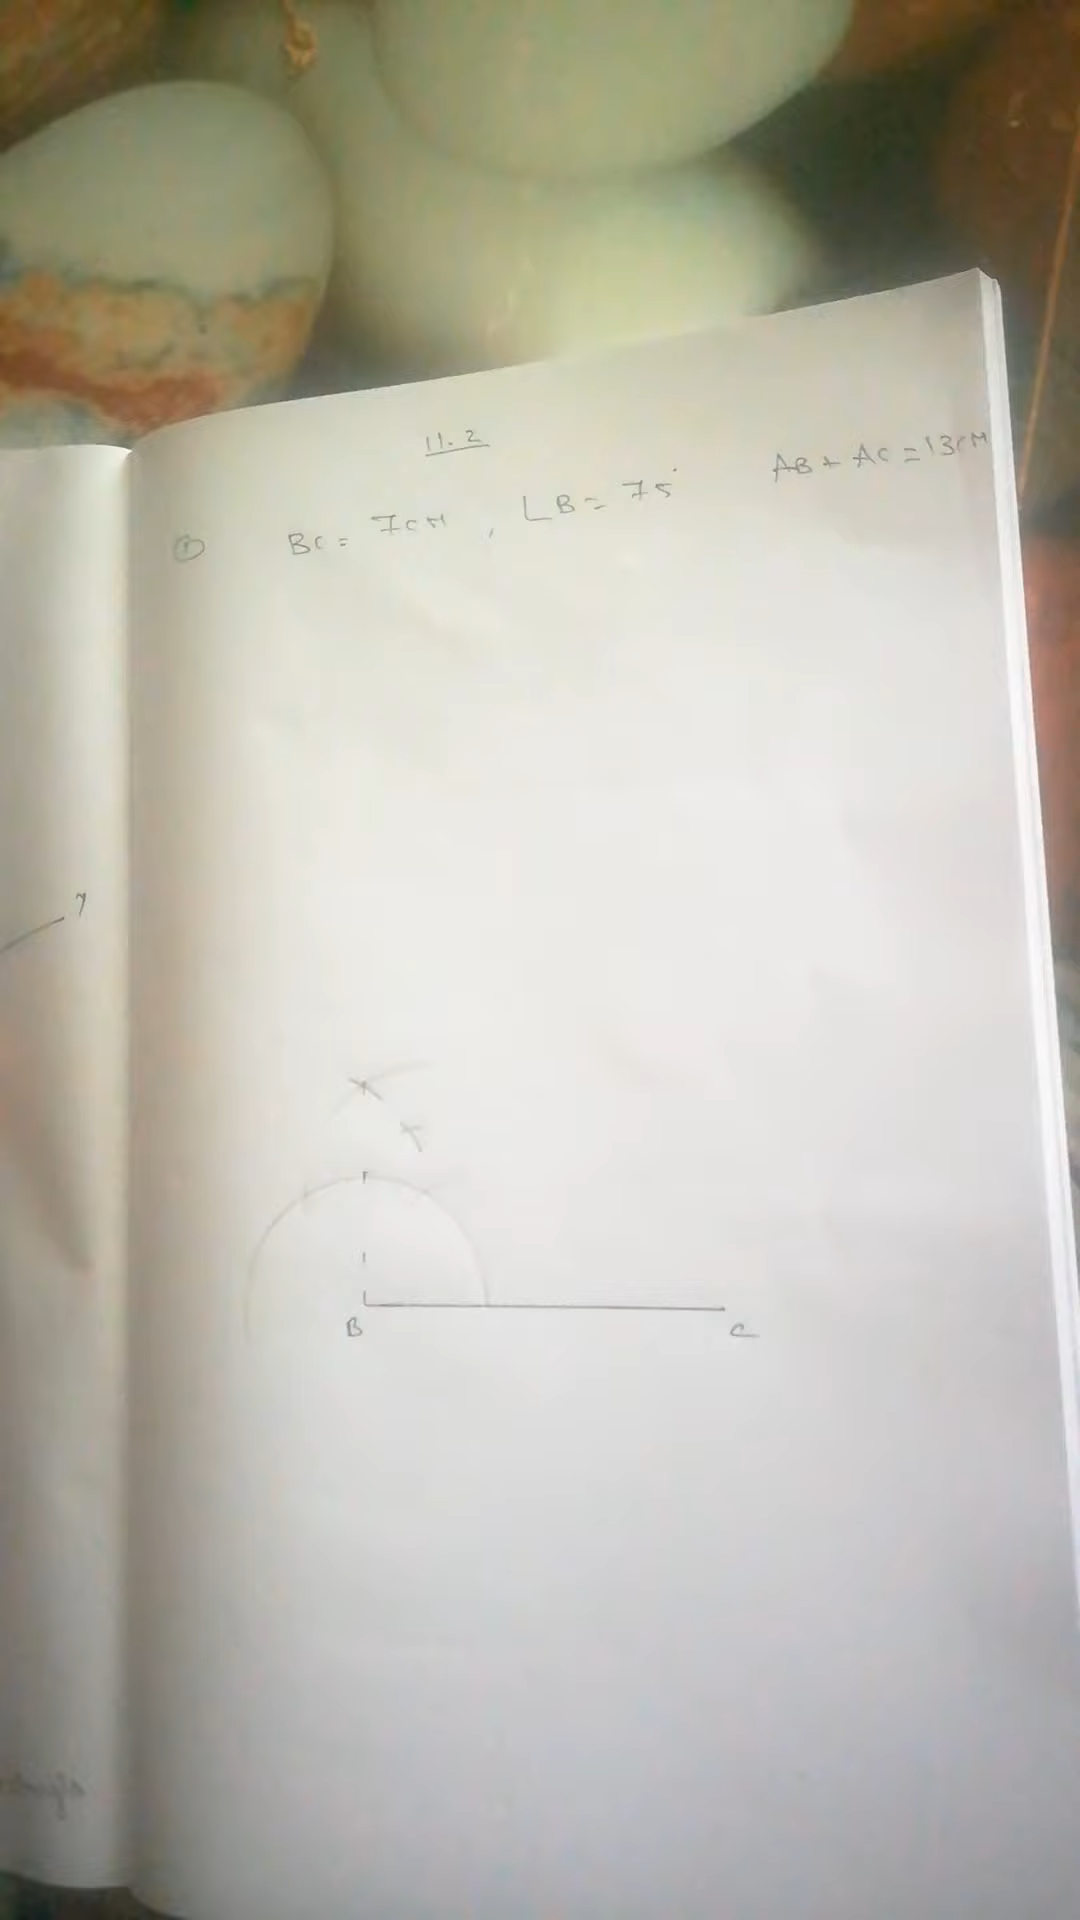 11.2
① BC = 7cM , ∠B = 75° AB + AC = 13cM
y
B C